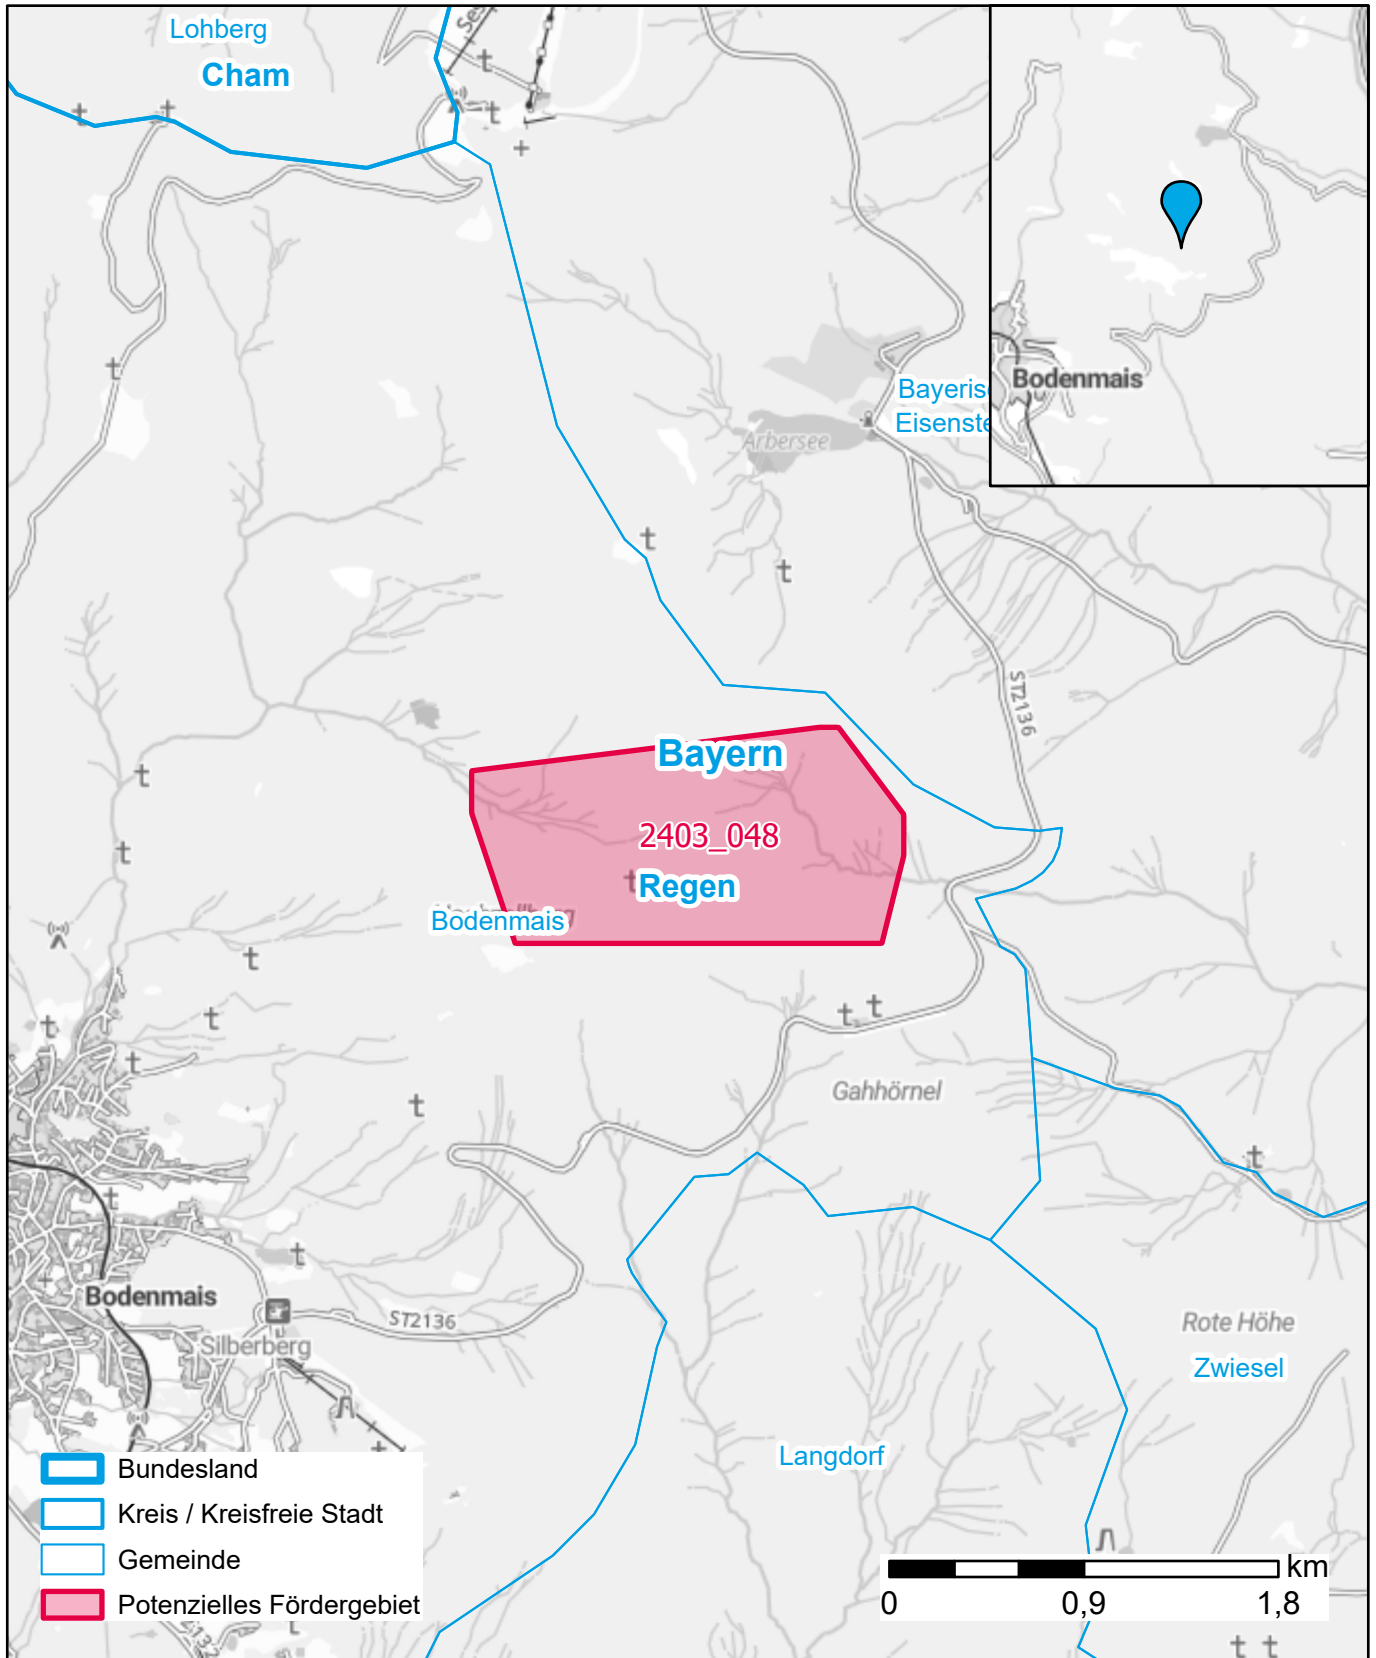 Lohberg
Cham
Bayeris
Eisenste
Arbersee
Bodenmais
ST2136
Bayern
2403_048
Regen
Bodenmais
Gahhörnel
Bodenmais
Silberberg
ST2136
Rote Höhe
Zwiesel
Langdorf
Bundesland
Kreis / Kreisfreie Stadt
Gemeinde
Potenzielles Fördergebiet
km
0 0,9 1,8
2132